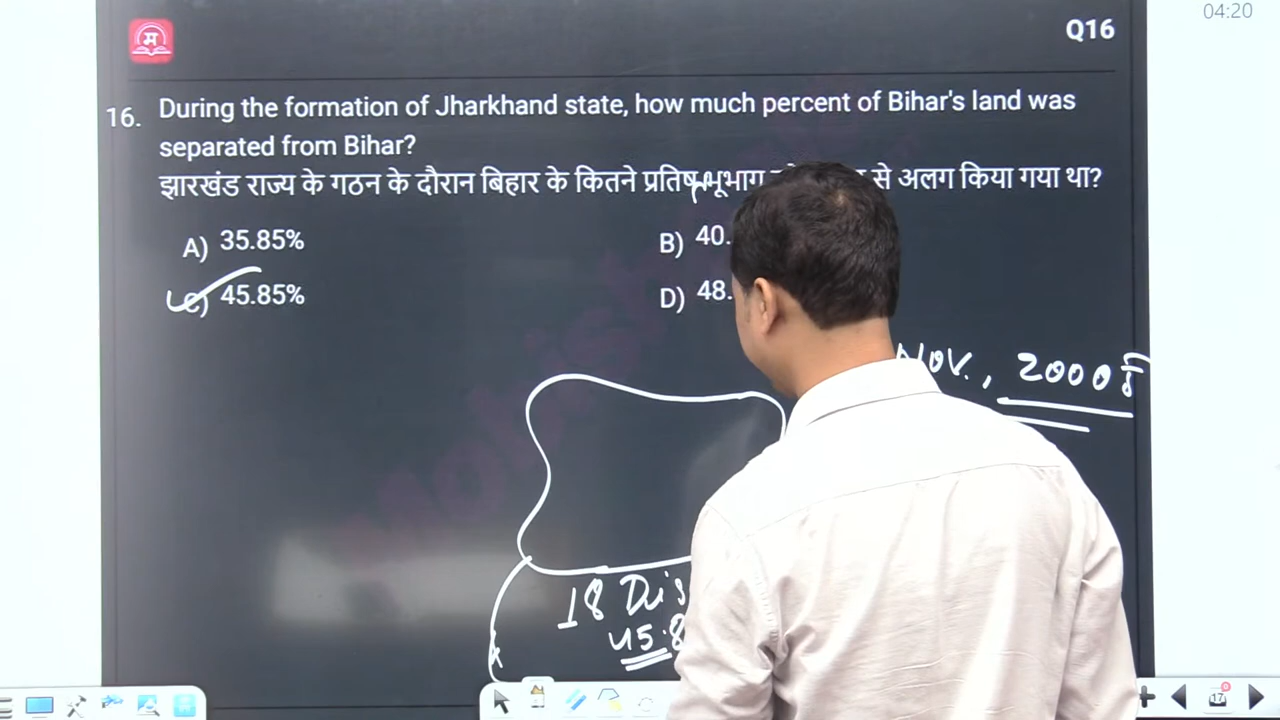 04:20
म
Q16
16. During the formation of Jharkhand state, how much percent of Bihar's land was
separated from Bihar?
झारखंड राज्य के गठन के दौरान बिहार के कितने प्रतिशत भूभाग से अलग किया गया था?
A) 35.85%
B) 40.
C) 45.85%
D) 48.
Nov., 2000 ई
18 Dis
45.8
17